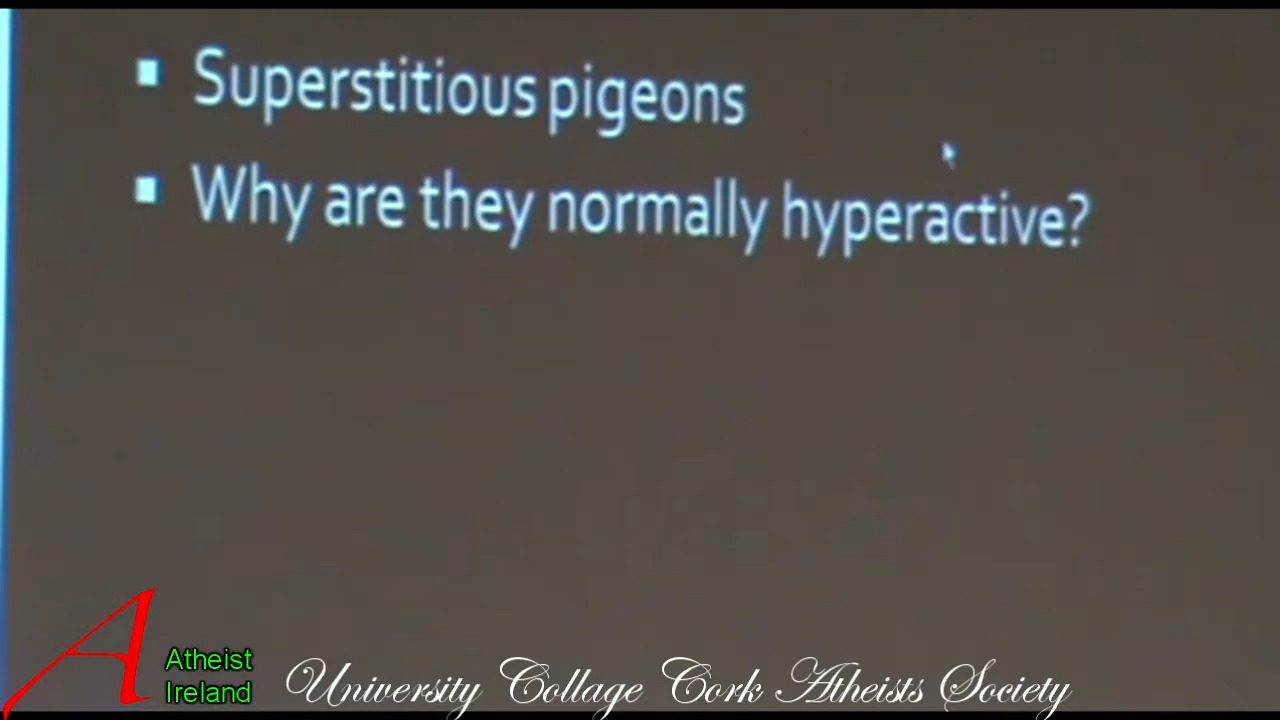 Superstitious pigeons
Why are they normally hyperactive?
A
Atheist
Ireland
University Collage Cork Atheists Society